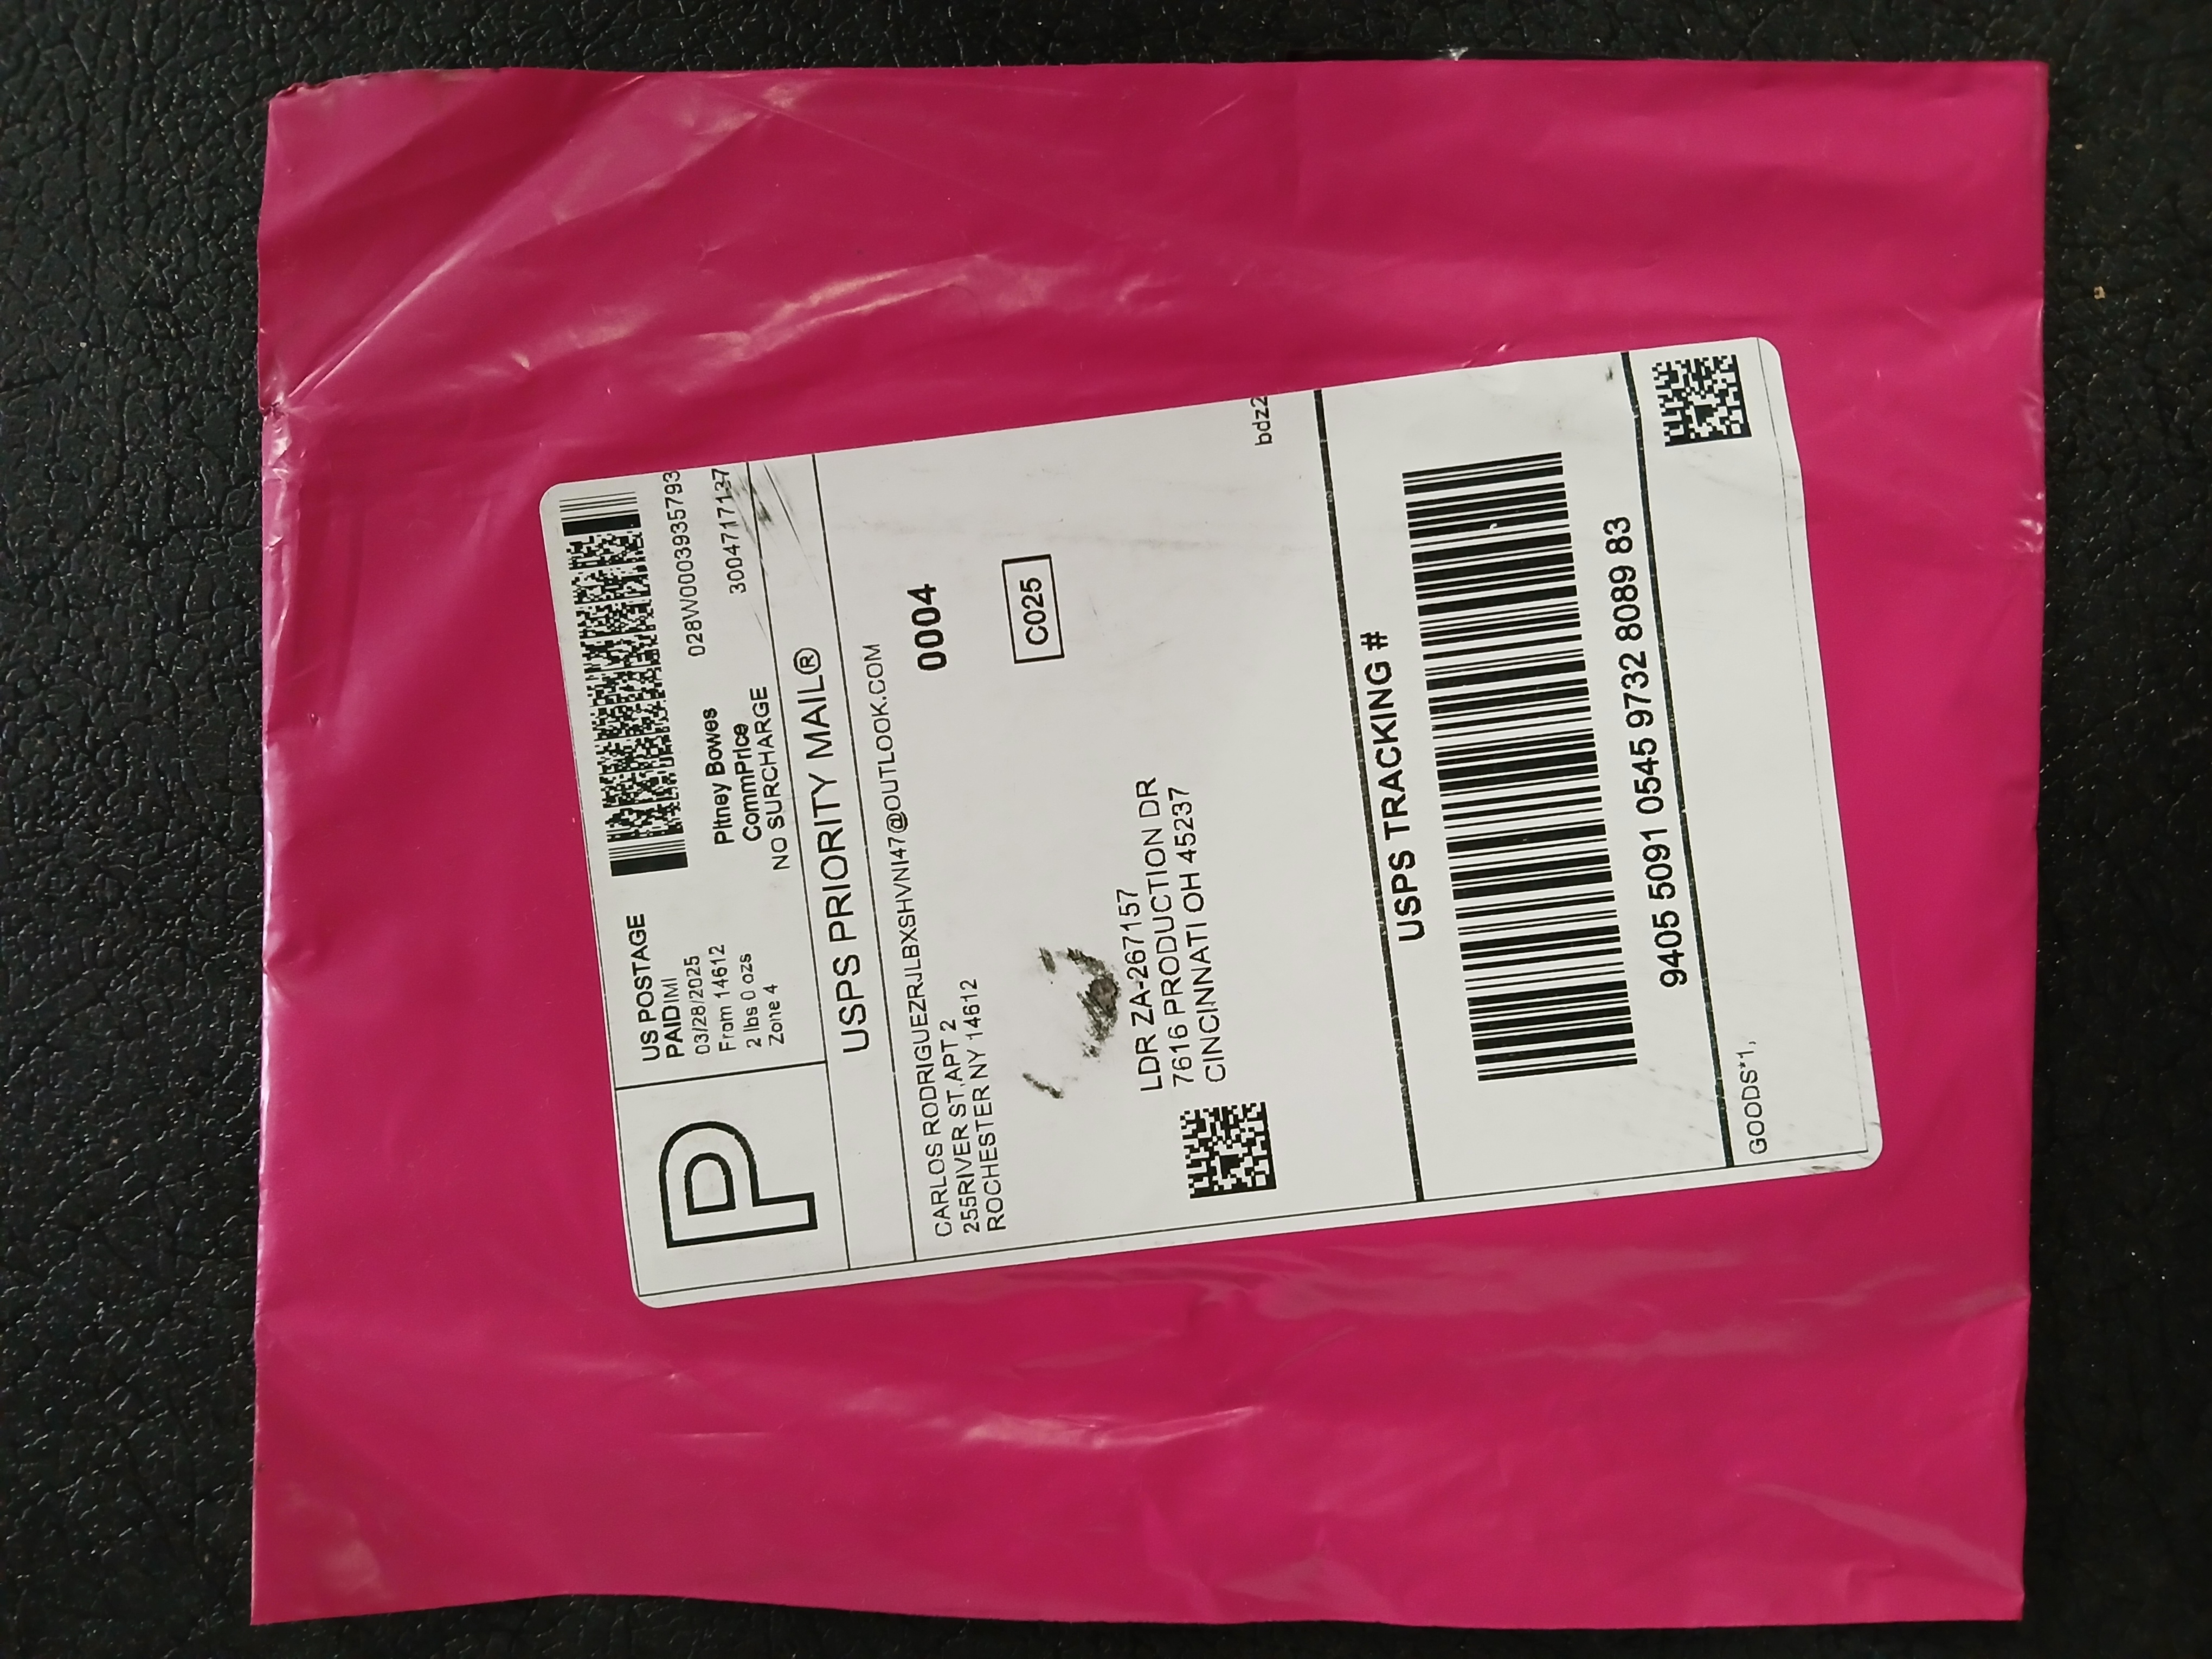 P
US POSTAGE
PAID IMI
03/28/2025
From 14612
2 lbs 0 ozs
Zone 4
028W0003935793
3004717137
Pitney Bowes
CommPrice
NO SURCHARGE
USPS PRIORITY MAIL®
CARLOS RODRIGUEZRJLBXSHVNI47@OUTLOOK.COM
255RIVER ST.APT 2
ROCHESTER NY 14612
0004
C025
LDR ZA-267157
7616 PRODUCTION DR
CINCINNATI OH 45237
bdz2
USPS TRACKING #
9405 5091 0545 9732 8089 83
GOODS*1,